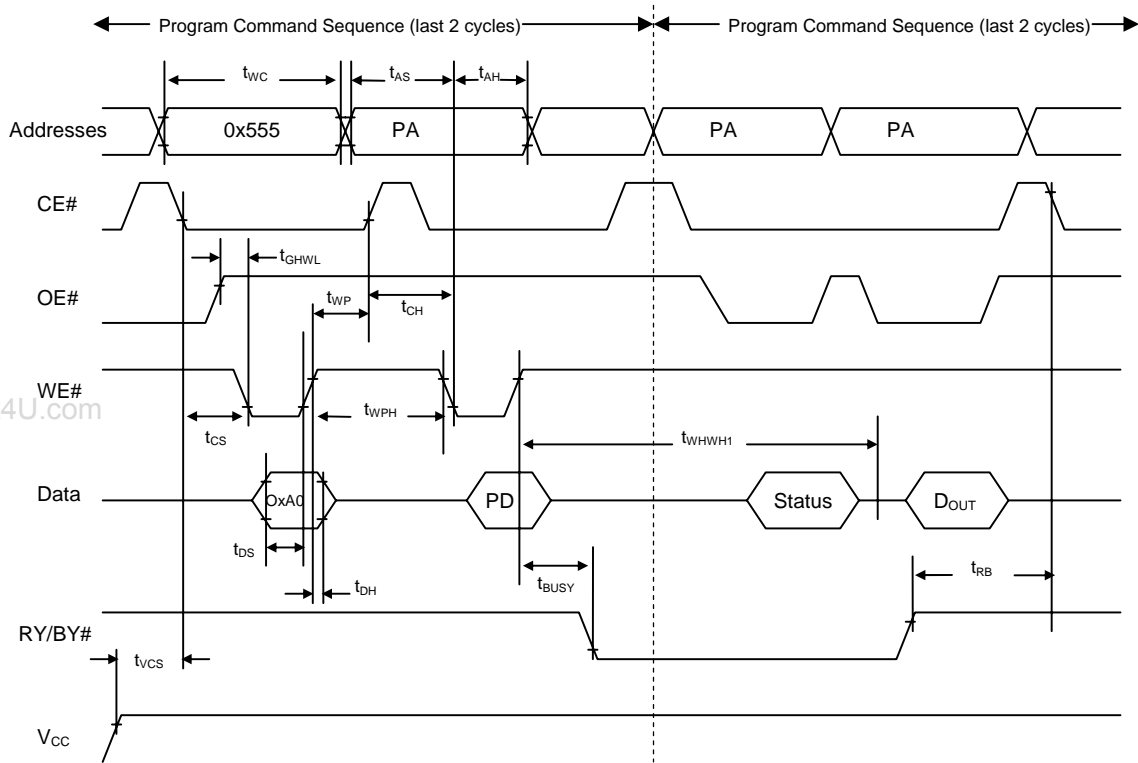 Program Command Sequence (last 2 cycles) Program Command Sequence (last 2 cycles)
tWC tAS tAH
Addresses 0x555 PA PA PA
CE#
tGHWL
OE# tWP tCH
WE#
4U.com
tCS tWPH tWHWH1
Data OxA0 PD Status DOUT
tDS tDH tBUSY tRB
RY/BY#
tVCS
VCC